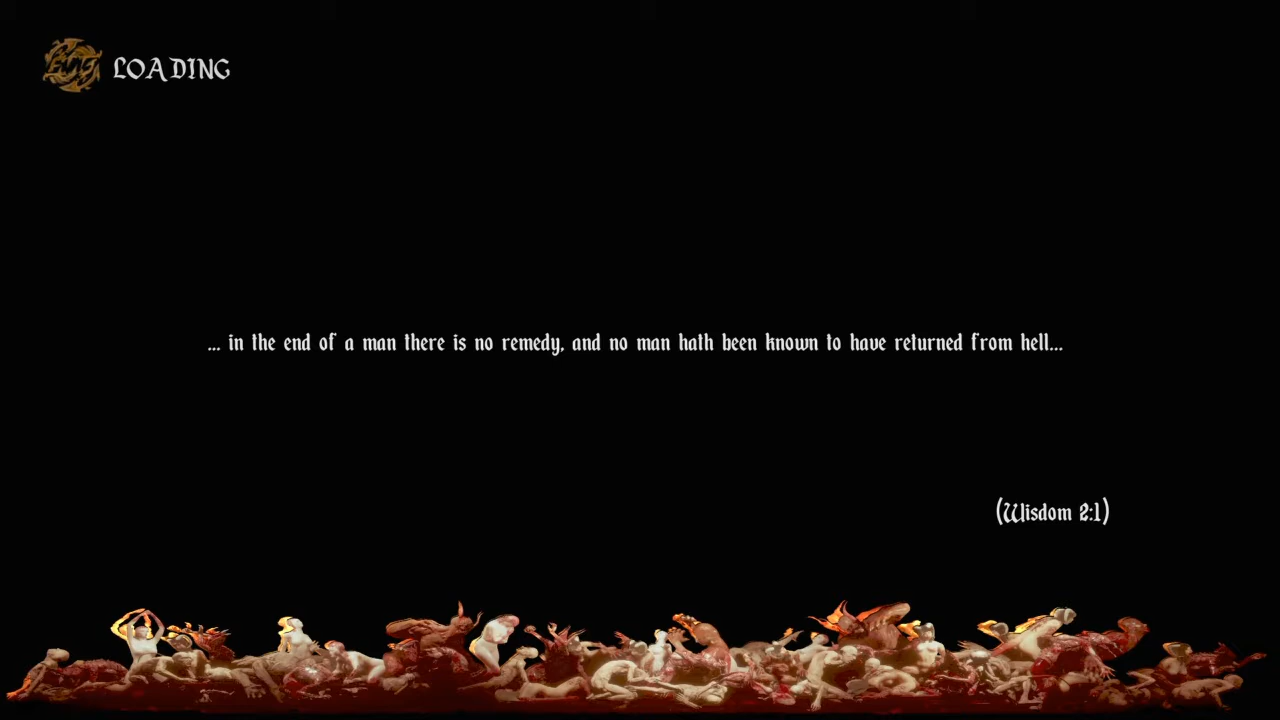 LOADING
... in the end of a man there is no remedy, and no man hath been known to have returned from hell...
(Wisdom 2:1)